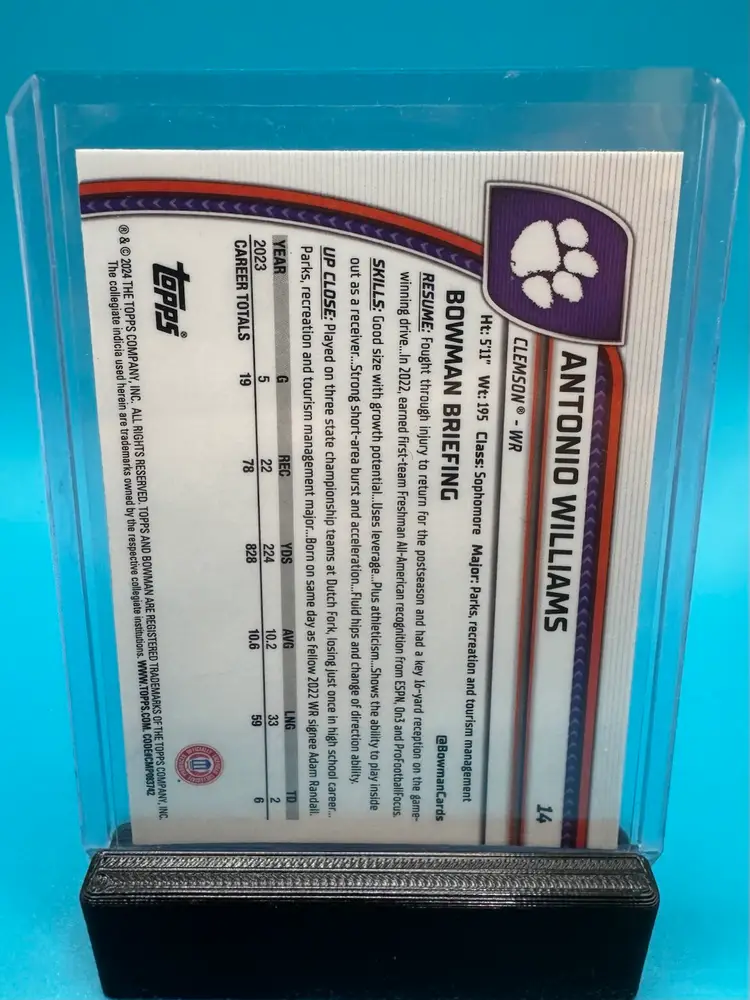 ANTONIO WILLIAMS 14
CLEMSON® - WR
Ht: 5'11" Wt: 195 Class: Sophomore Major: Parks, recreation and tourism management
BOWMAN BRIEFING @BowmanCards
RESUME: Fought through injury to return for the postseason and had a key 16-yard reception on the game-
winning drive...In 2022, earned First-team Freshman All-American recognition from ESPN, On3 and ProFootballFocus.
SKILLS: Good size with growth potential...Uses leverage...Plus athleticism...Shows the ability to play inside
out as a receiver...Strong short-area burst and acceleration...Fluid hips and change of direction ability.
UP CLOSE: Played on three state championship teams at Dutch Fork, losing just once in high school career...
Parks, recreation and tourism management major...Born on same day as fellow 2022 WR signee Adam Randall.
YEAR G REC YDS AVG LNG TD
2023 5 22 224 10.2 33 2
CAREER TOTALS 19 78 828 10.6 59 6
topps®
® & © 2024 THE TOPPS COMPANY, INC. ALL RIGHTS RESERVED. TOPPS AND BOWMAN ARE REGISTERED TRADEMARKS OF THE TOPPS COMPANY, INC.
The collegiate indicia used herein are trademarks owned by the respective collegiate institutions. WWW.TOPPS.COM. CODE#CMP083742